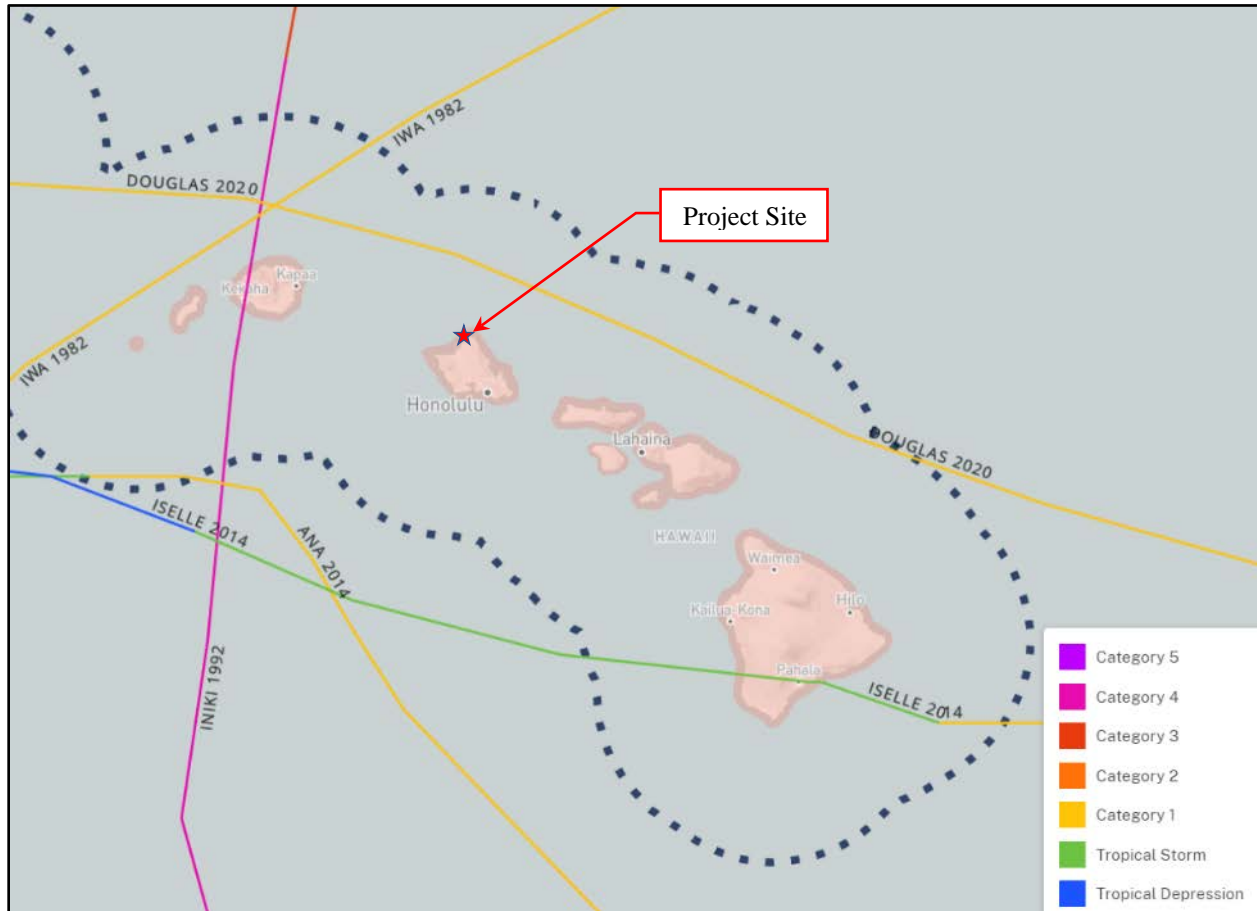 IWA 1982
DOUGLAS 2020
Project Site
Kapaa
Kekaha
IWA 1982
Honolulu
Lahaina
DOUGLAS 2020
ISELLE 2014
ANA 2014
HAWAII
Waimea
Kailua-Kona
Hilo
INIKI 1992
Pahala
ISELLE 2014
Category 5
Category 4
Category 3
Category 2
Category 1
Tropical Storm
Tropical Depression